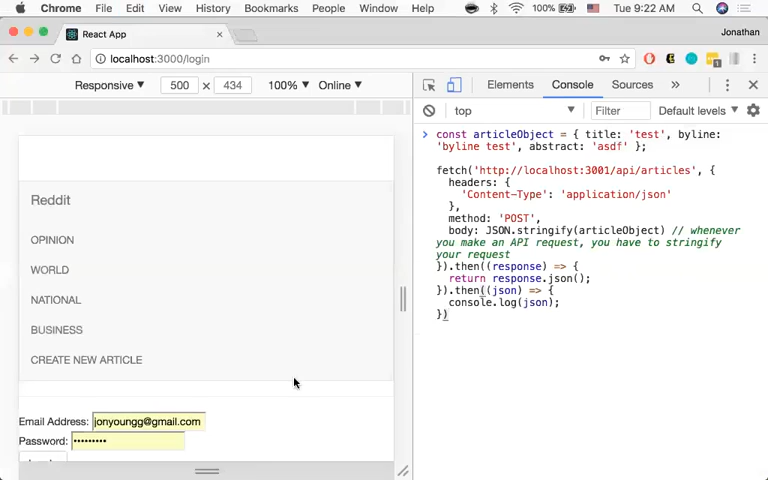 Chrome File Edit View History Bookmarks People Window Help 100% Tue 9:22 AM
React App Jonathan
localhost:3000/login
Responsive 500 × 434 100% Online
Elements Console Sources
top Filter Default levels
Reddit
OPINION
WORLD
NATIONAL
BUSINESS
CREATE NEW ARTICLE
Email Address: jonyoungg@gmail.com
Password: •••••••••
const articleObject = { title: 'test', byline:
'byline test', abstract: 'asdf' };
fetch('http://localhost:3001/api/articles', {
headers: {
'Content-Type': 'application/json'
},
method: 'POST',
body: JSON.stringify(articleObject) // whenever
you make an API request, you have to stringify
your request
}).then((response) => {
return response.json();
}).then((json) => {
console.log(json);
})